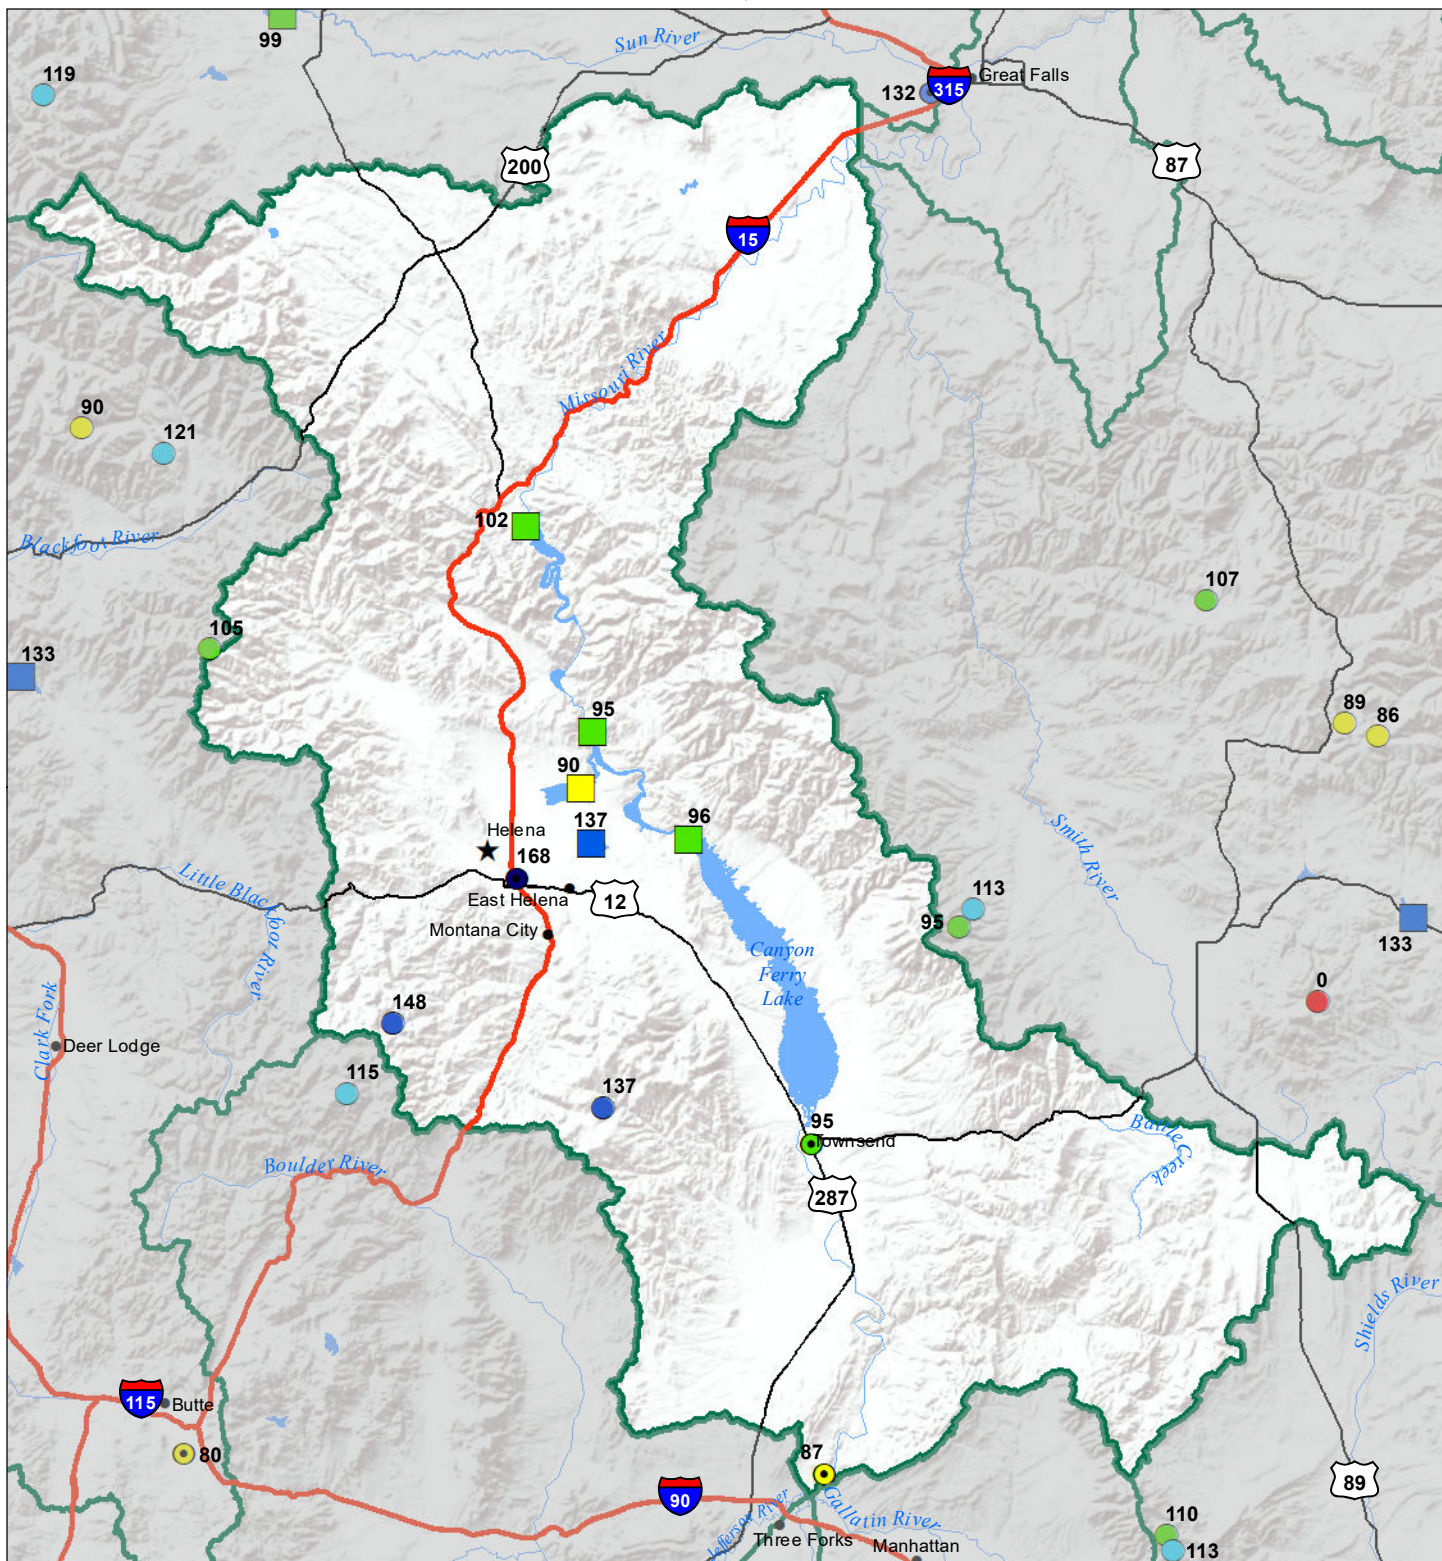 99
Sun River
119
132
315
Great Falls
200
87
15
Missouri River
90
121
102
Blackfoot River
107
105
133
95
89
86
90
137
96
Helena
168
Smith River
Little Blackfoot River
East Helena
12
113
95
Montana City
133
Canyon
Ferry
Lake
0
148
Clark Fork
Deer Lodge
115
137
95
Townsend
Battle Creek
Boulder River
287
Shields River
115
Butte
80
87
89
90
Gallatin River
Jefferson River
110
Three Forks
Manhattan
113